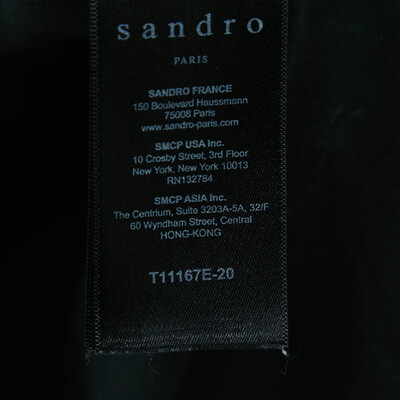 sandro
PARIS
SANDRO FRANCE
150 Boulevard Haussmann
75008 Paris
www.sandro-paris.com
SMCP USA Inc.
10 Crosby Street, 3rd Floor
New York, New York 10013
RN132784
SMCP ASIA Inc.
The Centrium, Suite 3203A-5A, 32/F
60 Wyndham Street, Central
HONG-KONG
T11167E-20